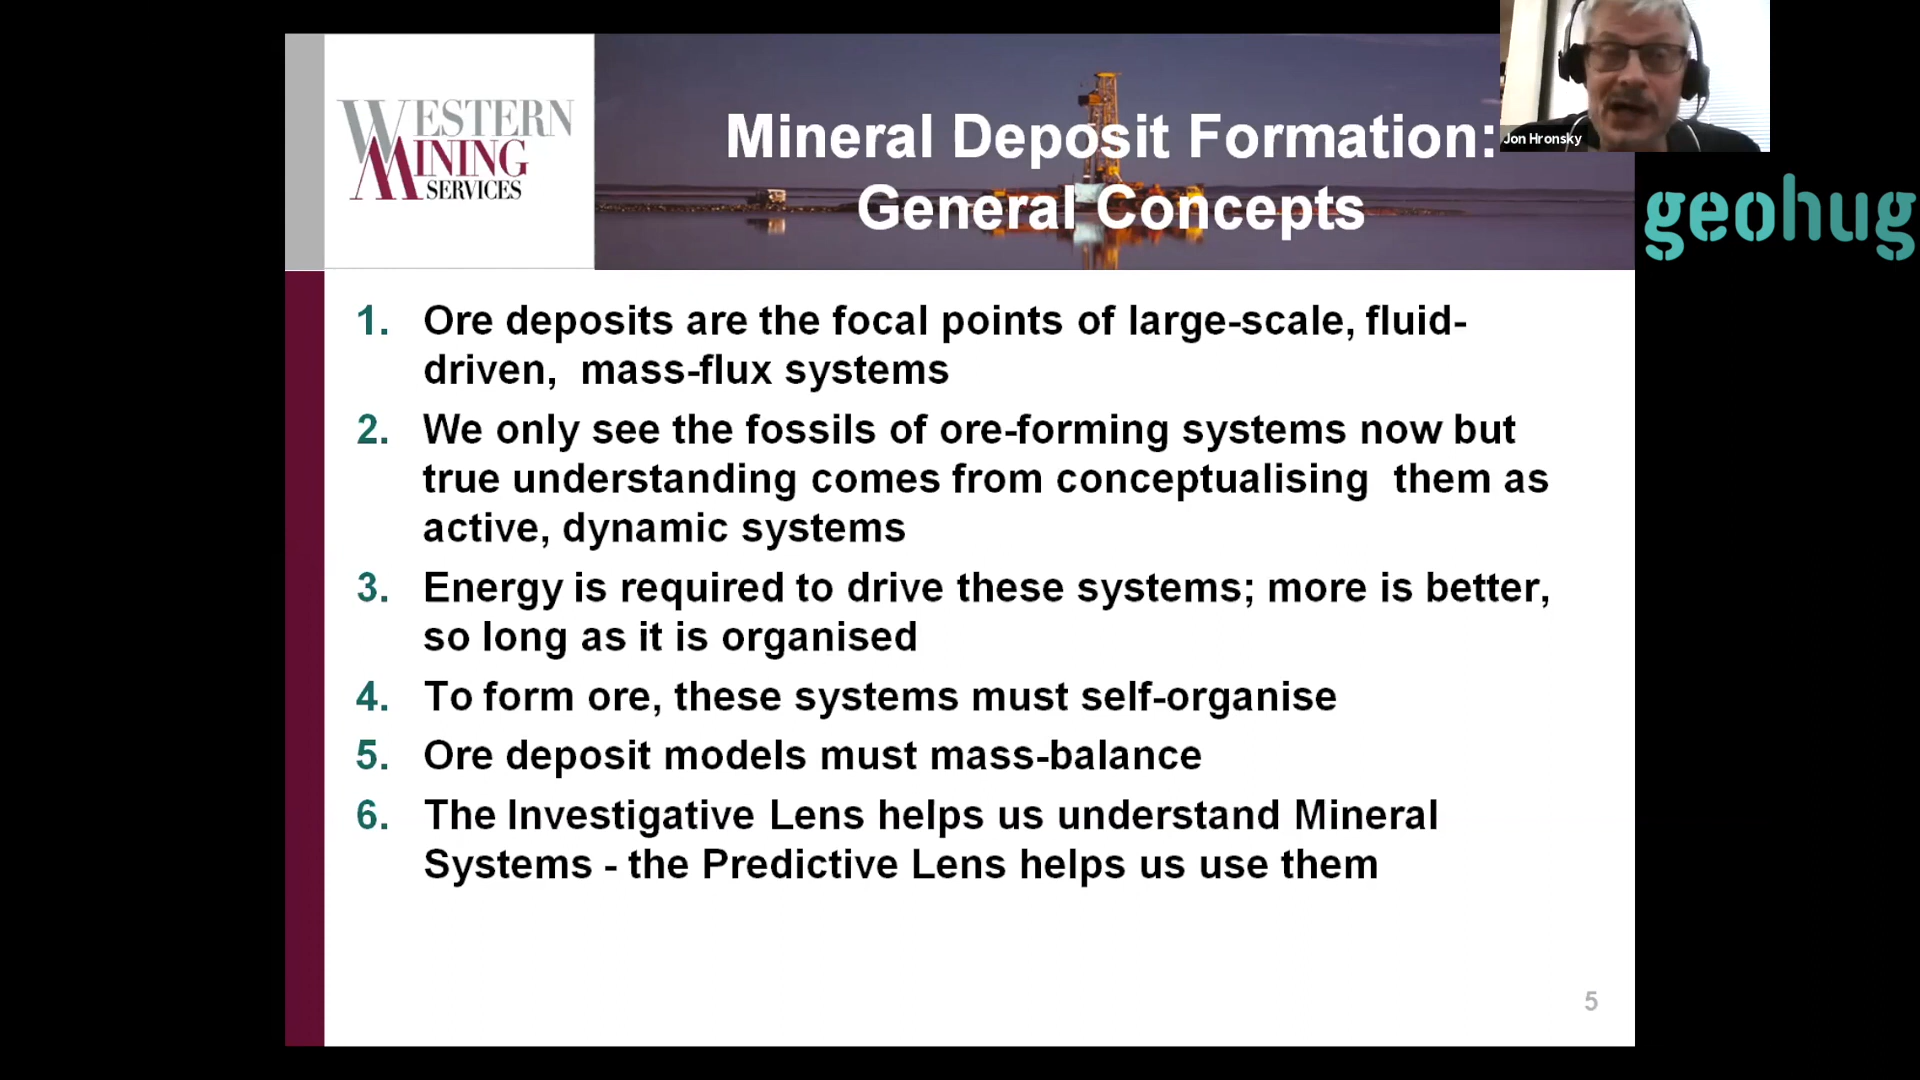 WESTERN
MINING
SERVICES
Mineral Deposit Formation:
General Concepts
Jon Hronsky
geohug
1. Ore deposits are the focal points of large-scale, fluid-
driven,  mass-flux systems
2. We only see the fossils of ore-forming systems now but
true understanding comes from conceptualising  them as
active, dynamic systems
3. Energy is required to drive these systems; more is better,
so long as it is organised
4. To form ore, these systems must self-organise
5. Ore deposit models must mass-balance
6. The Investigative Lens helps us understand Mineral
Systems - the Predictive Lens helps us use them
5